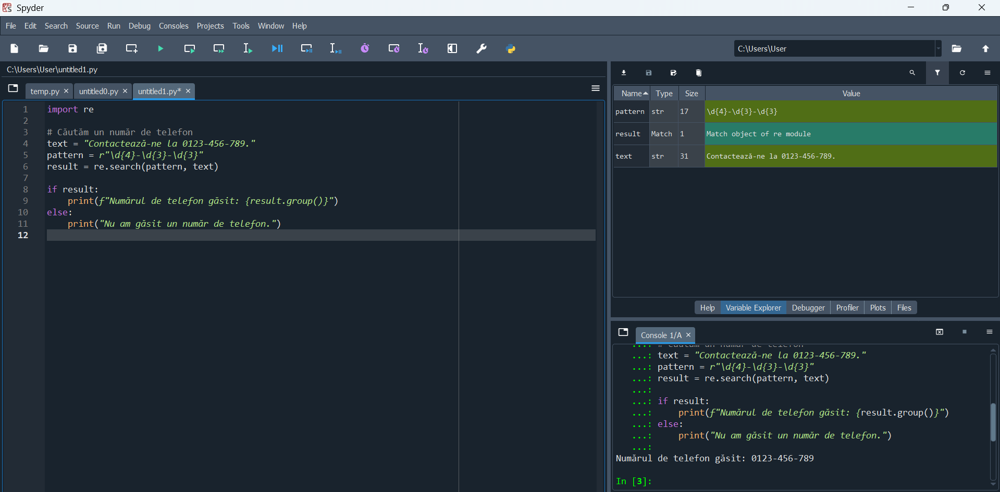 Spyder
File Edit Search Source Run Debug Consoles Projects Tools Window Help
C:\Users\User
C:\Users\User\untitled1.py
temp.py untitled0.py untitled1.py*
1 import re
2
3 # Căutăm un număr de telefon
4 text = "Contactează-ne la 0123-456-789."
5 pattern = r"\d{4}-\d{3}-\d{3}"
6 result = re.search(pattern, text)
7
8 if result:
9     print(f"Numărul de telefon găsit: {result.group()}")
10 else:
11     print("Nu am găsit un număr de telefon.")
12
Name Type Size Value
pattern str 17 \d{4}-\d{3}-\d{3}
result Match 1 Match object of re module
text str 31 Contactează-ne la 0123-456-789.
Help Variable Explorer Debugger Profiler Plots Files
Console 1/A
...: # Căutăm un număr de telefon
...: text = "Contactează-ne la 0123-456-789."
...: pattern = r"\d{4}-\d{3}-\d{3}"
...: result = re.search(pattern, text)
...:
...: if result:
...:     print(f"Numărul de telefon găsit: {result.group()}")
...: else:
...:     print("Nu am găsit un număr de telefon.")
...:
Numărul de telefon găsit: 0123-456-789
In [3]: